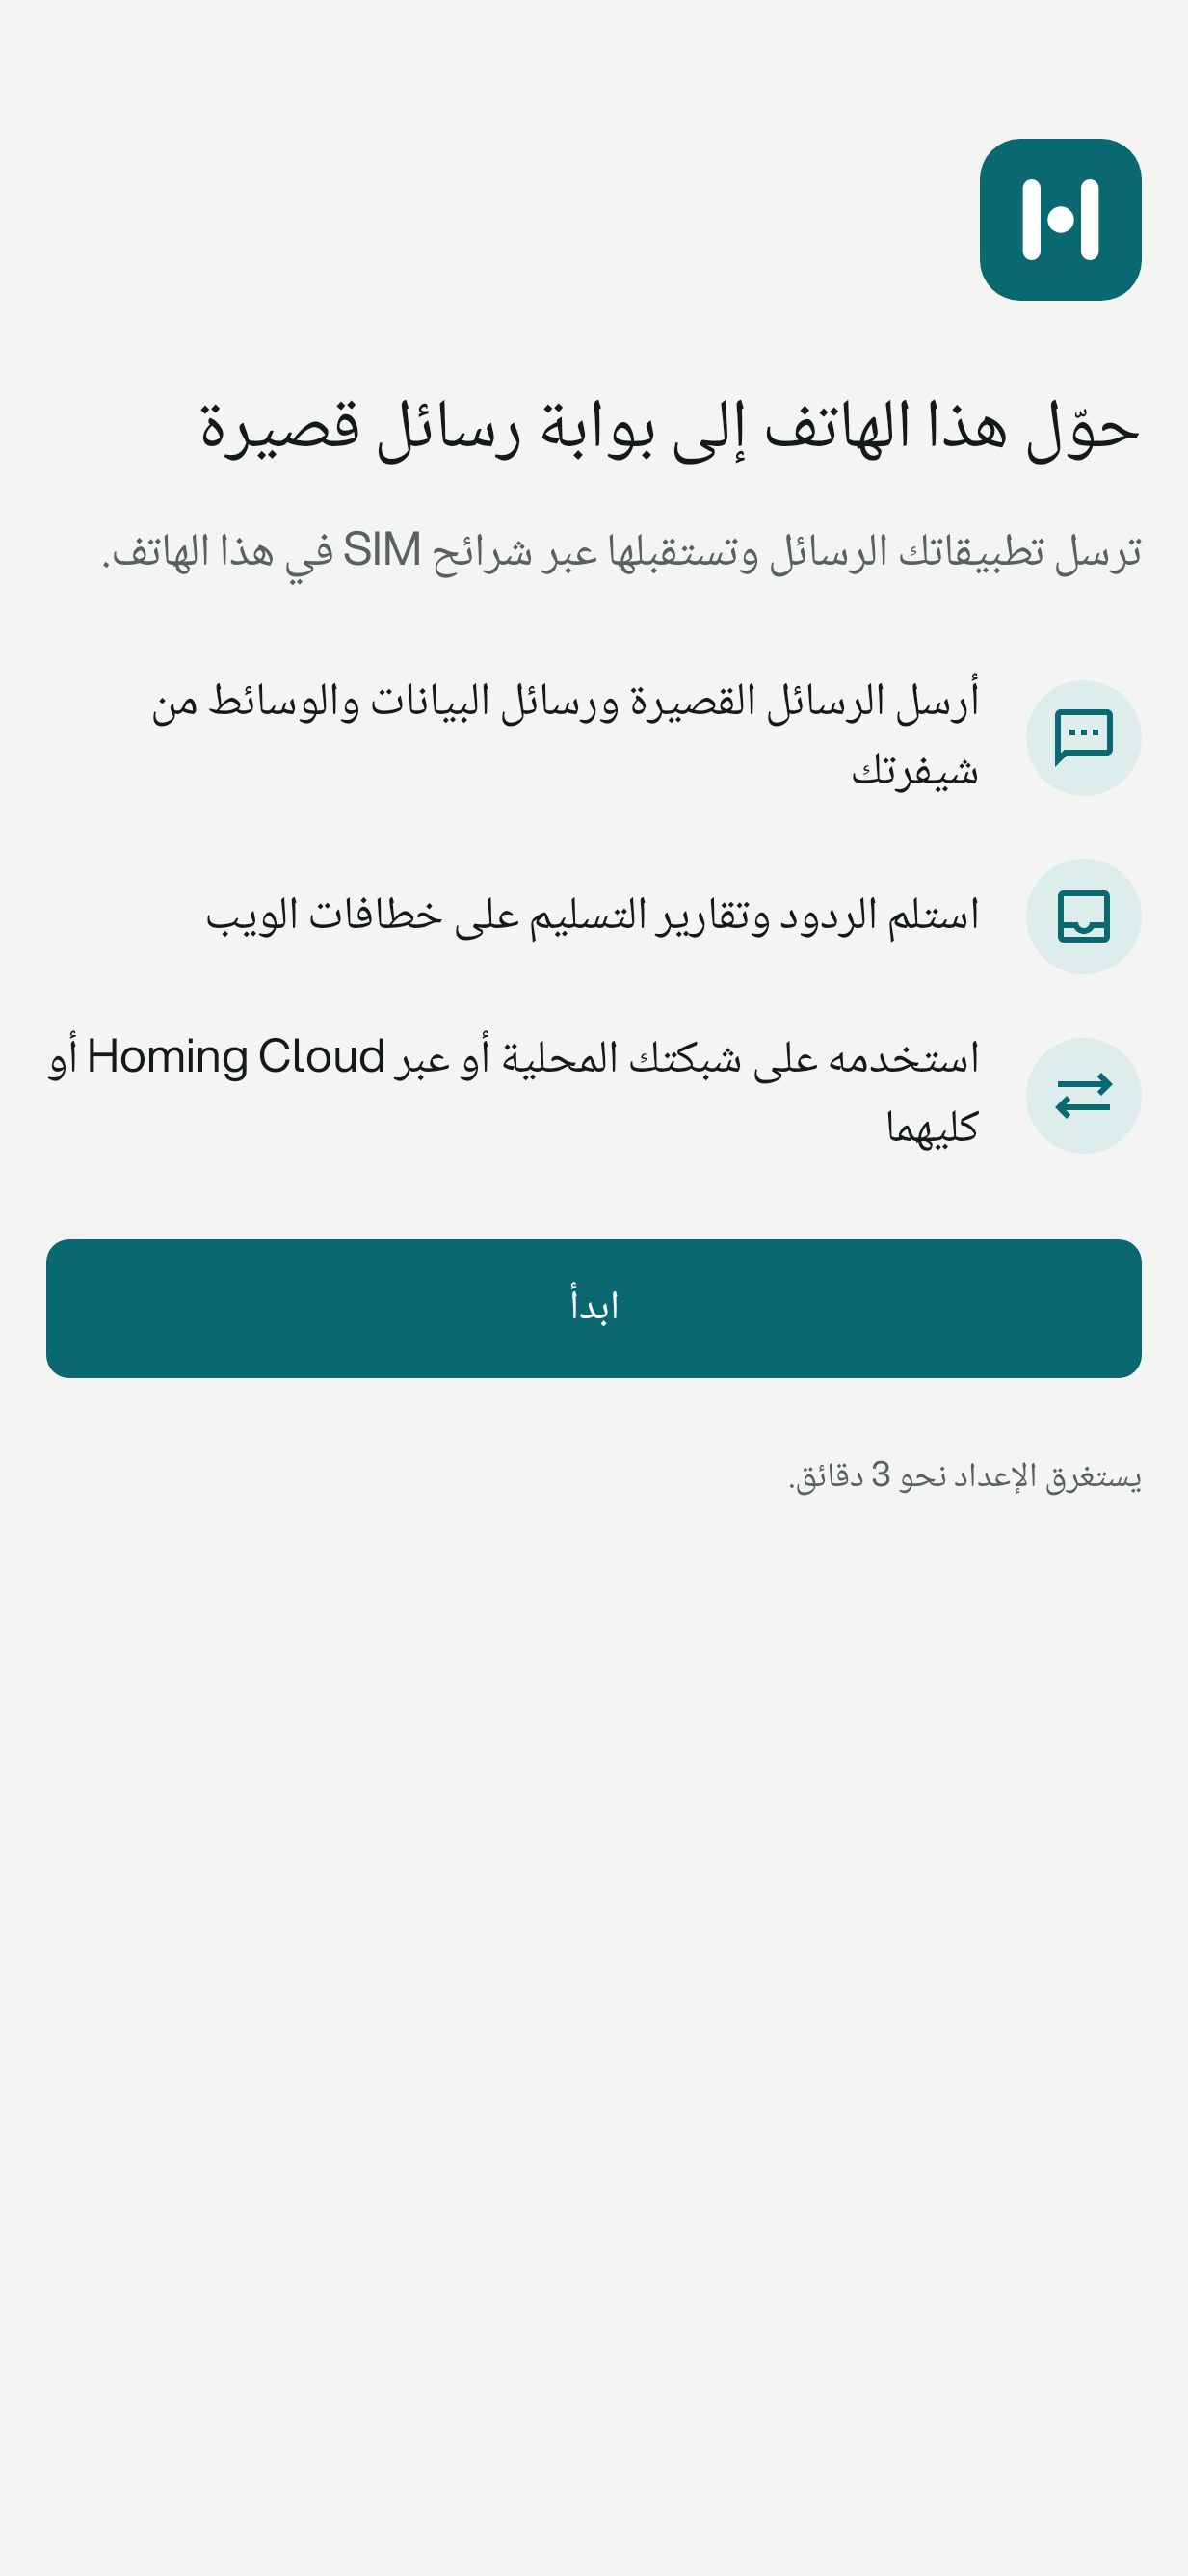 حوّل هذا الهاتف إلى بوابة رسائل قصيرة
ترسل تطبيقاتك الرسائل وتستقبلها عبر شرائح SIM في هذا الهاتف.
أرسل الرسائل القصيرة ورسائل البيانات والوسائط من
شيفرتك
استلم الردود وتقارير التسليم على خطافات الويب
استخدمه على شبكتك المحلية أو عبر Homing Cloud أو
كليهما
ابدأ
يستغرق الإعداد نحو 3 دقائق.